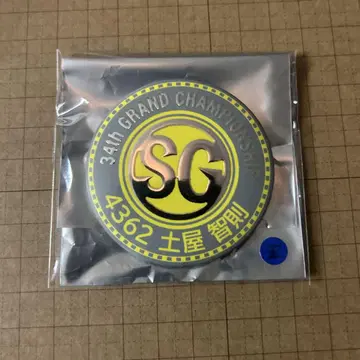 34th GRAND CHAMPIONSHIP
SG
4362 土屋 智則